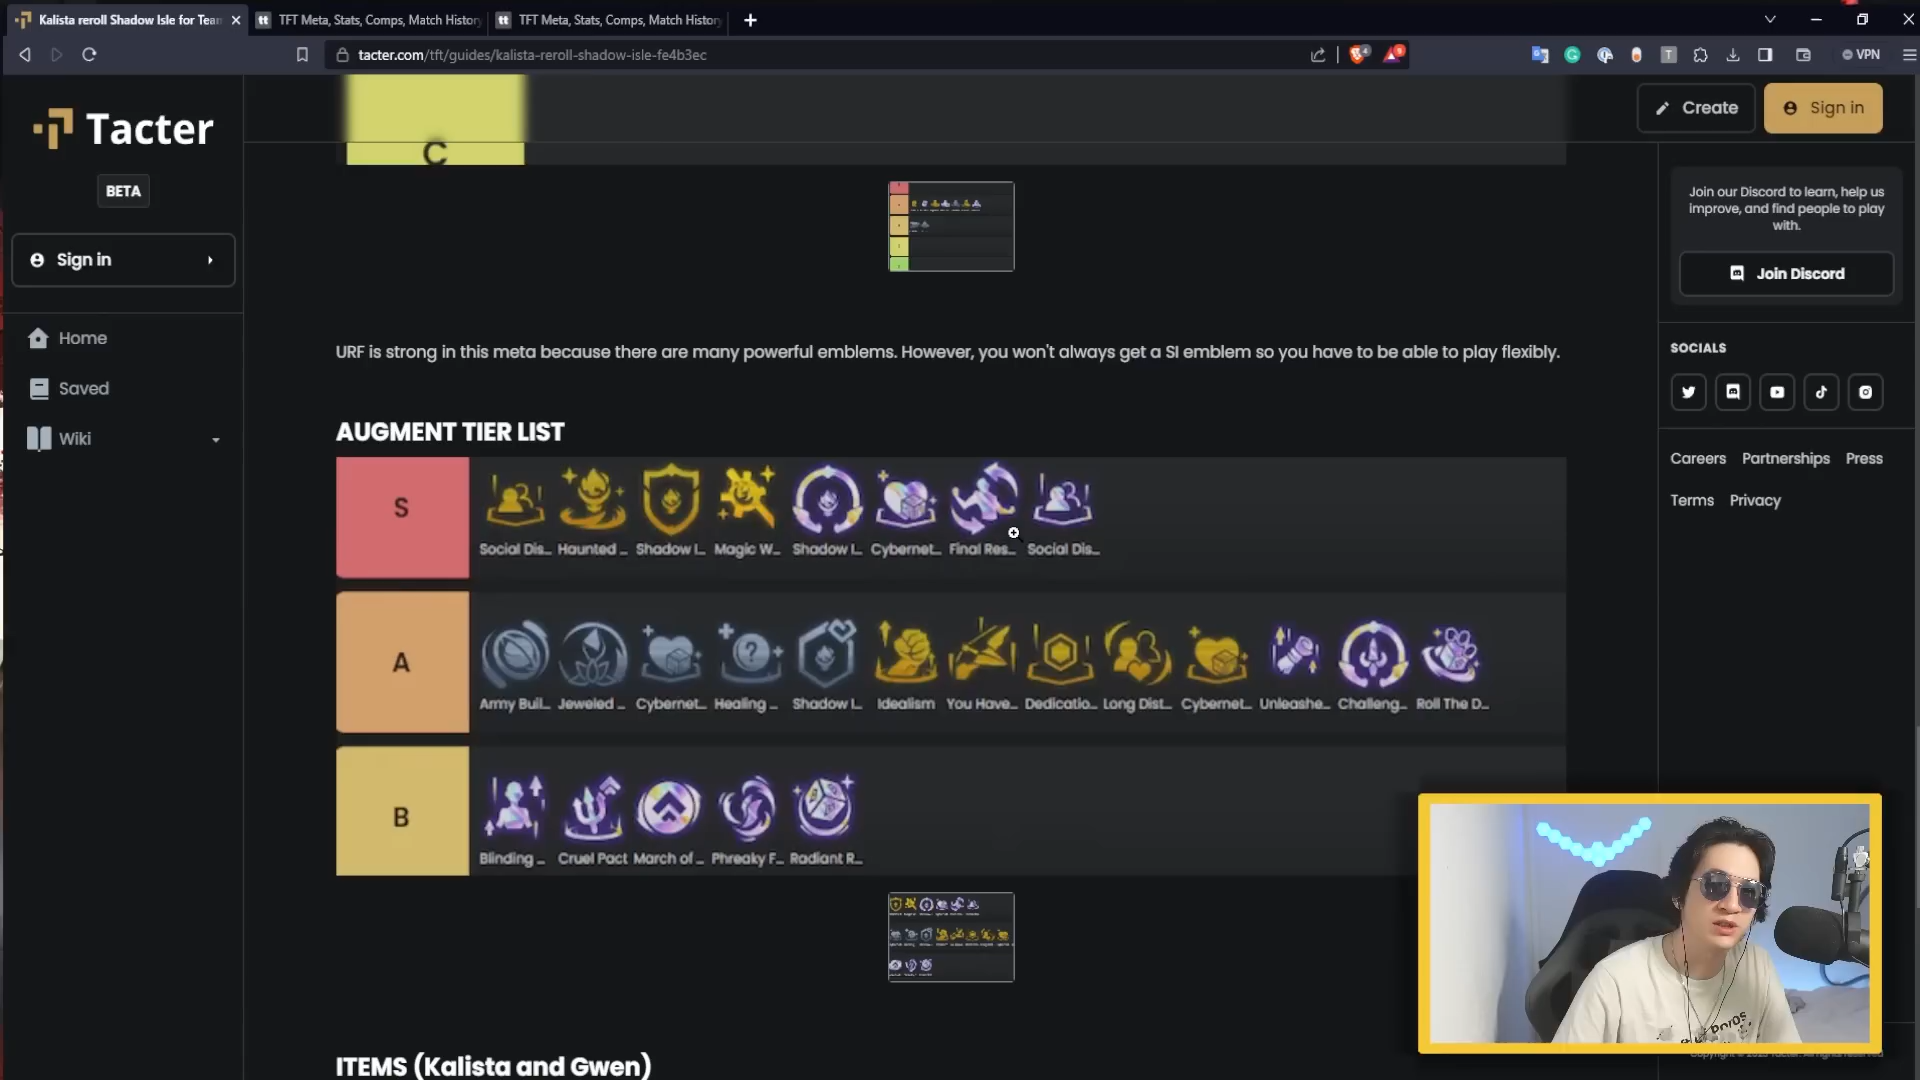 Kalista reroll Shadow Isle for Team
TFT Meta, Stats, Comps, Match History
TFT Meta, Stats, Comps, Match History
tacter.com/tft/guides/kalista-reroll-shadow-isle-fe4b3ec
VPN
Tacter
BETA
Sign in
Home
Saved
Wiki
Create
Sign in
C
URF is strong in this meta because there are many powerful emblems. However, you won't always get a SI emblem so you have to be able to play flexibly.
AUGMENT TIER LIST
S
Social Dis... Haunted ... Shadow I... Magic W... Shadow I... Cybernet... Final Res... Social Dis...
A
Army Buil... Jeweled ... Cybernet... Healing ... Shadow I... Idealism You Have... Dedicatio... Long Dist... Cybernet... Unleashe... Challeng... Roll The D...
B
Blinding ... Cruel Pact March of ... Phreaky F... Radiant R...
ITEMS (Kalista and Gwen)
Join our Discord to learn, help us
improve, and find people to play
with.
Join Discord
SOCIALS
Careers Partnerships Press
Terms Privacy